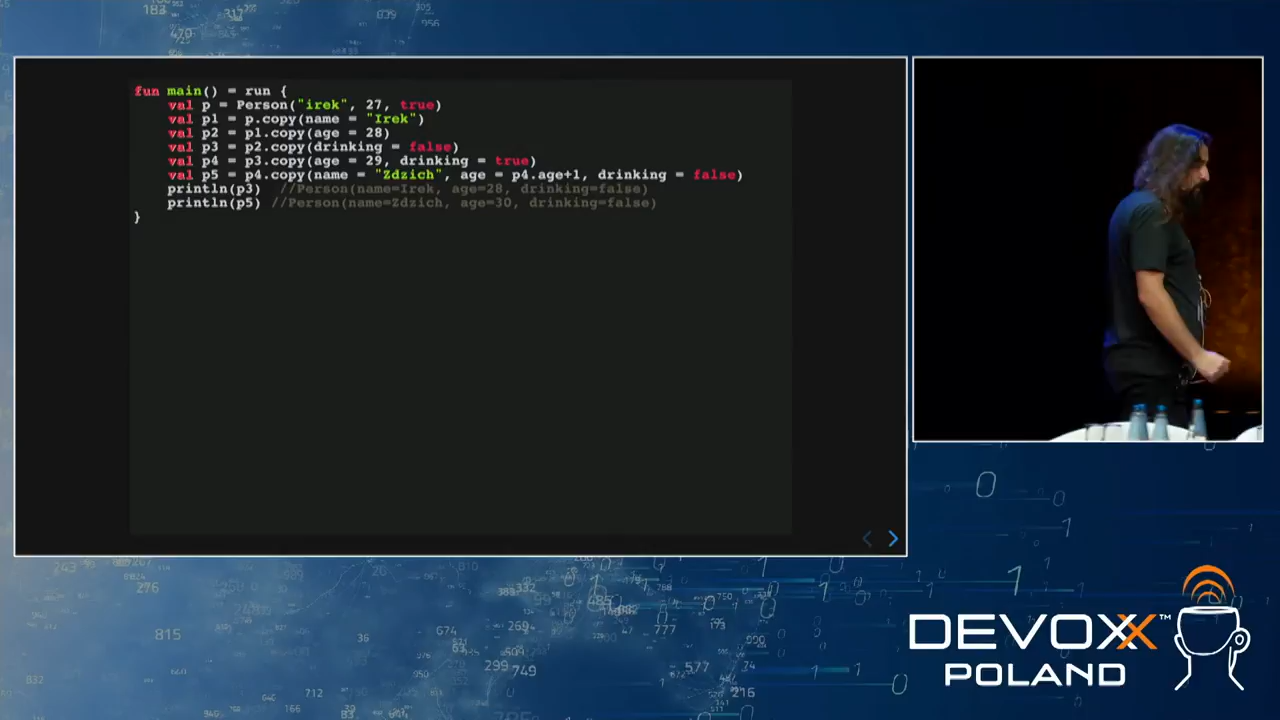 fun main() = run {
val p = Person("irek", 27, true)
val p1 = p.copy(name = "Irek")
val p2 = p1.copy(age = 28)
val p3 = p2.copy(drinking = false)
val p4 = p3.copy(age = 29, drinking = true)
val p5 = p4.copy(name = "Zdzich", age = p4.age+1, drinking = false)
println(p3) //Person(name=Irek, age=28, drinking=false)
println(p5) //Person(name=Zdzich, age=30, drinking=false)
}
DEVOXX™
POLAND